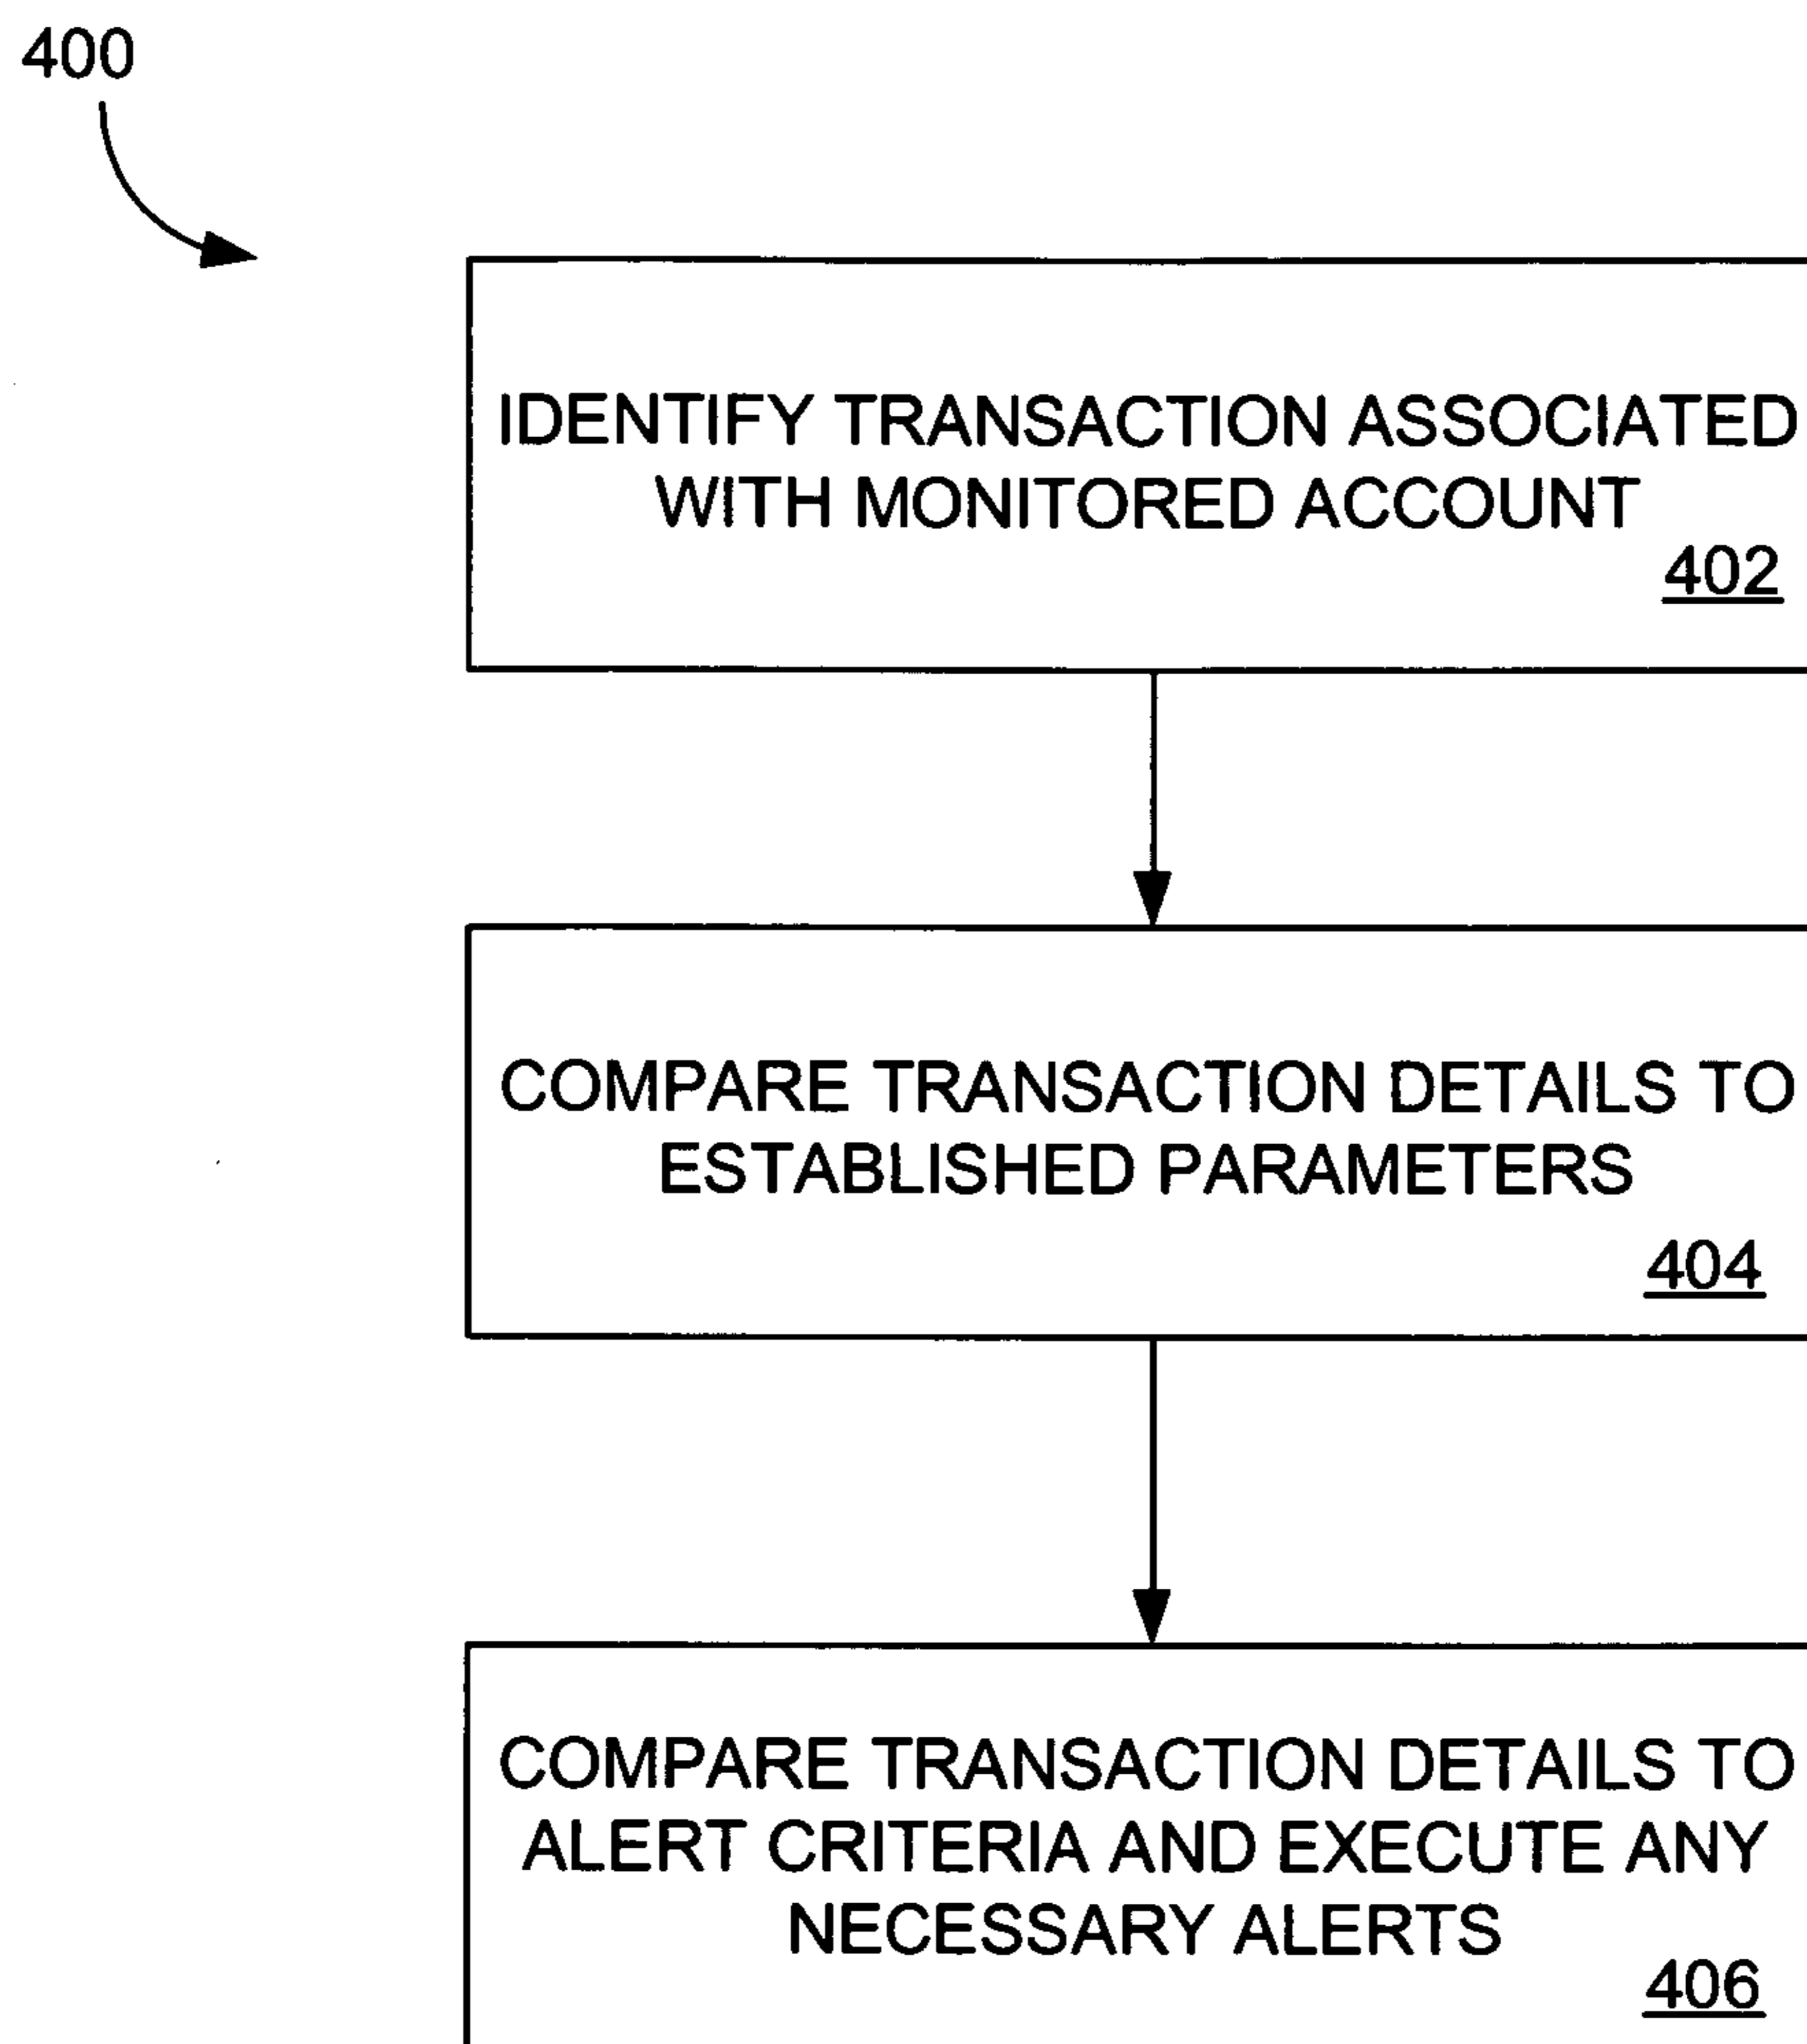 400
IDENTIFY TRANSACTION ASSOCIATED
WITH MONITORED ACCOUNT
402
COMPARE TRANSACTION DETAILS TO
ESTABLISHED PARAMETERS
404
COMPARE TRANSACTION DETAILS TO
ALERT CRITERIA AND EXECUTE ANY
NECESSARY ALERTS
406